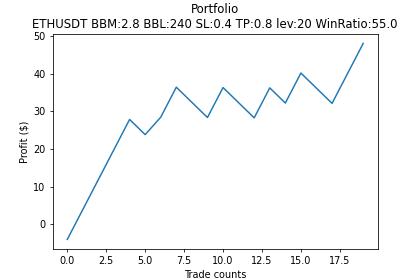 Portfolio
ETHUSDT BBM:2.8 BBL:240 SL:0.4 TP:0.8 lev:20 WinRatio:55.0
50
40
30
20
10
0
Profit ($)
0.0 2.5 5.0 7.5 10.0 12.5 15.0 17.5
Trade counts